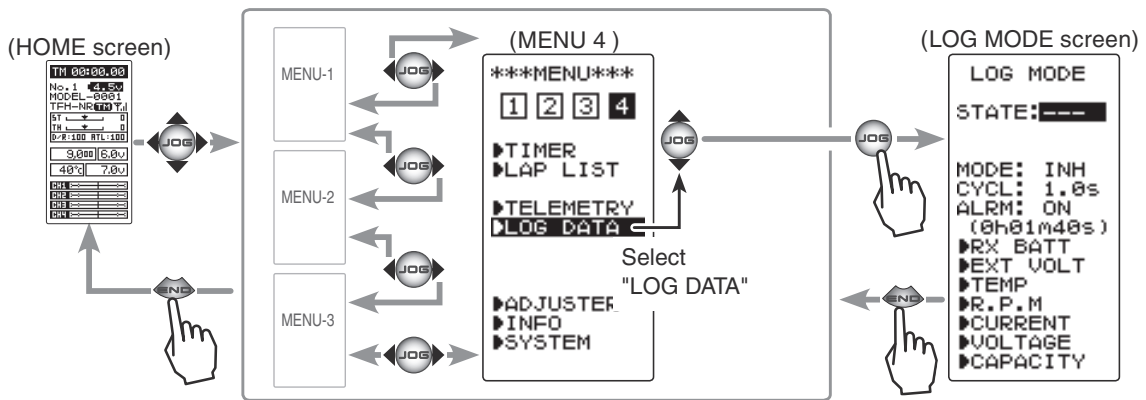 (HOME screen)
TM 00:00.00
No.1 4.5V
MODEL-0001
TFH-NR TM
ST 0
TH 0
D/R:100 ATL:100
6.0V
40℃ 7.0V
CH1
CH2
CH3
CH4
JOG
END
MENU-1
MENU-2
MENU-3
JOG
JOG
JOG
JOG
(MENU 4 )
***MENU***
1 2 3 4
TIMER
LAP LIST
TELEMETRY
LOG DATA
ADJUSTER
INFO
SYSTEM
JOG
Select
"LOG DATA"
JOG
END
(LOG MODE screen)
LOG MODE
STATE:---
MODE: INH
CYCL: 1.0s
ALRM: ON
(0h01m40s)
RX BATT
EXT VOLT
TEMP
R.P.M
CURRENT
VOLTAGE
CAPACITY